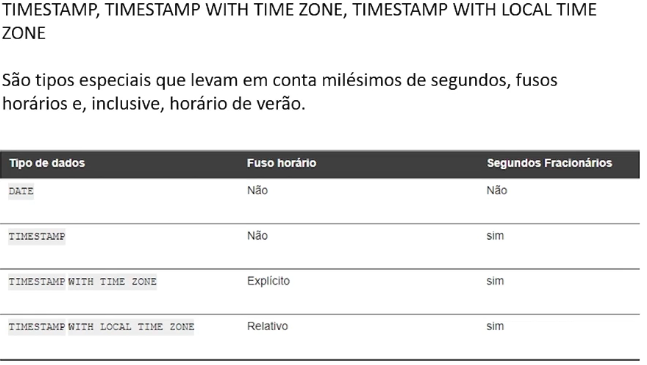 TIMESTAMP, TIMESTAMP WITH TIME ZONE, TIMESTAMP WITH LOCAL TIME
ZONE
São tipos especiais que levam em conta milésimos de segundos, fusos
horários e, inclusive, horário de verão.
Tipo de dados Fuso horário Segundos Fracionários
DATE Não Não
TIMESTAMP Não sim
TIMESTAMP WITH TIME ZONE Explícito sim
TIMESTAMP WITH LOCAL TIME ZONE Relativo sim